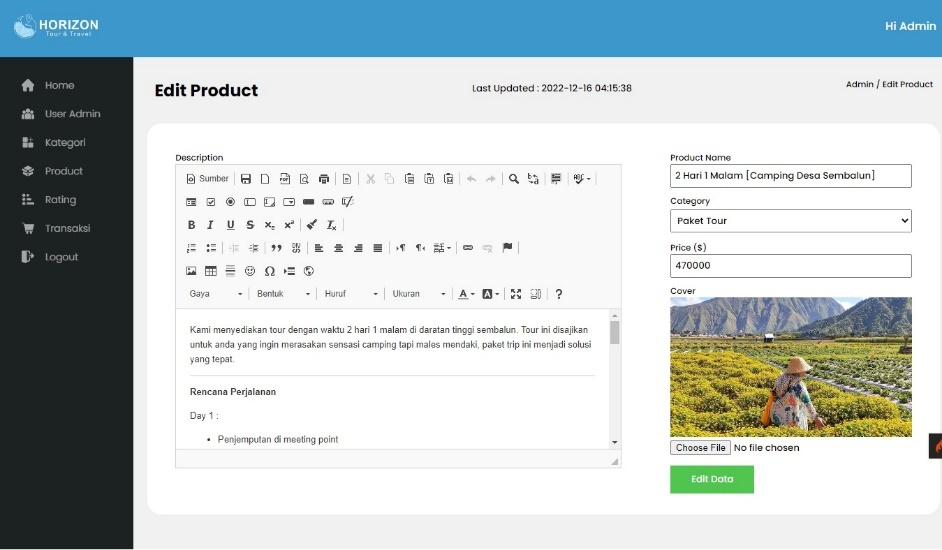 HORIZON
Tour & Travel
Hi Admin
Home
User Admin
Kategori
Product
Rating
Transaksi
Logout
Edit Product
Last Updated : 2022-12-16 04:15:38
Admin / Edit Product
Description
Sumber
B I U S x₂ x² Tx
Gaya Bentuk Huruf Ukuran A A ?
Kami menyediakan tour dengan waktu 2 hari 1 malam di daratan tinggi sembalun. Tour ini disajikan
untuk anda yang ingin merasakan sensasi camping tapi males mendaki, paket trip ini menjadi solusi
yang tepat.
Rencana Perjalanan
Day 1 :
• Penjemputan di meeting point
Product Name
2 Hari 1 Malam [Camping Desa Sembalun]
Category
Paket Tour
Price ($)
470000
Cover
Choose File No file chosen
Edit Data